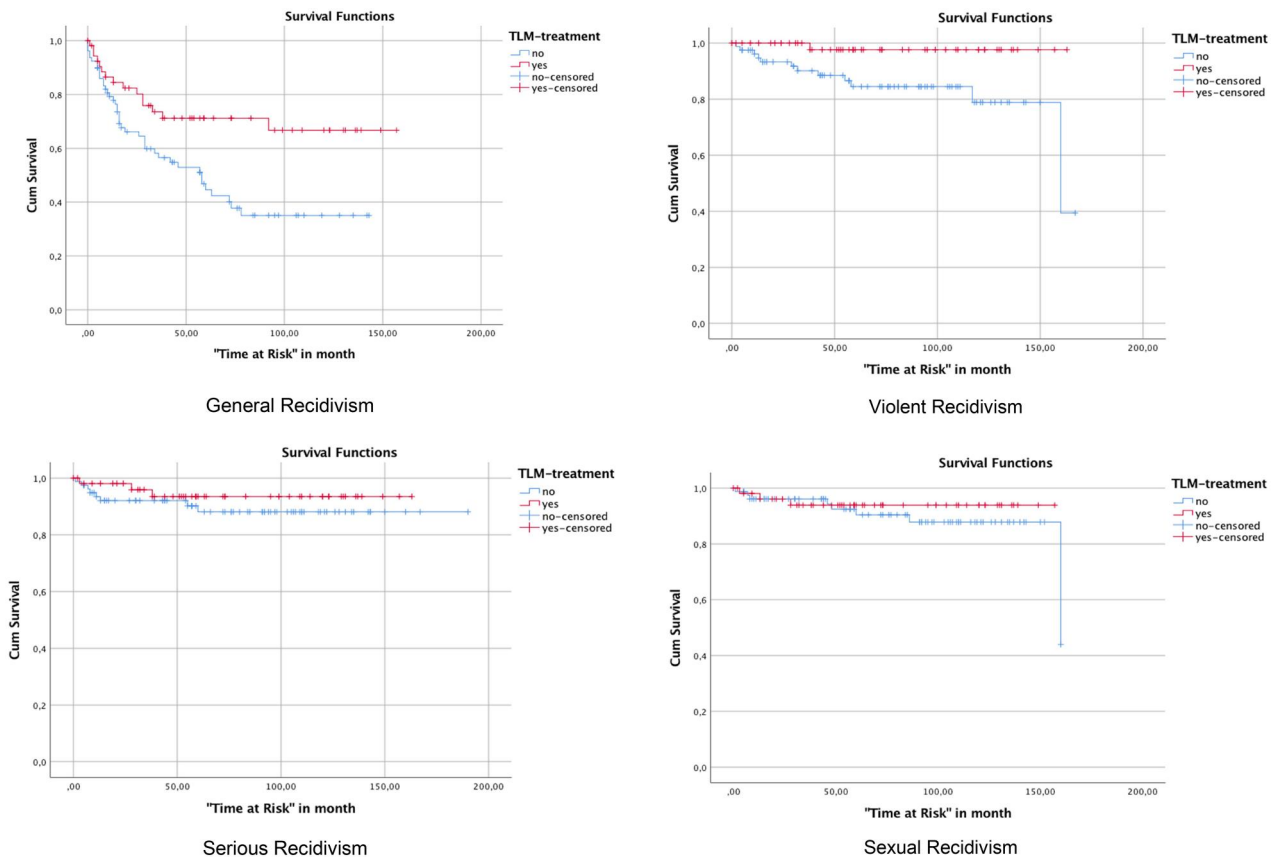 Survival Functions
TLM-treatment
no
yes
no-censored
yes-censored
Cum Survival
1,0
0,8
0,6
0,4
0,2
0,0
,00 50,00 100,00 150,00 200,00
"Time at Risk" in month
General Recidivism
Survival Functions
TLM-treatment
no
yes
no-censored
yes-censored
Cum Survival
1,0
0,8
0,6
0,4
0,2
0,0
,00 50,00 100,00 150,00 200,00
"Time at Risk" in month
Violent Recidivism
Survival Functions
TLM-treatment
no
yes
no-censored
yes-censored
Cum Survival
1,0
0,8
0,6
0,4
0,2
0,0
,00 50,00 100,00 150,00 200,00
"Time at Risk" in month
Serious Recidivism
Survival Functions
TLM-treatment
no
yes
no-censored
yes-censored
Cum Survival
1,0
0,8
0,6
0,4
0,2
0,0
,00 50,00 100,00 150,00 200,00
"Time at Risk" in month
Sexual Recidivism